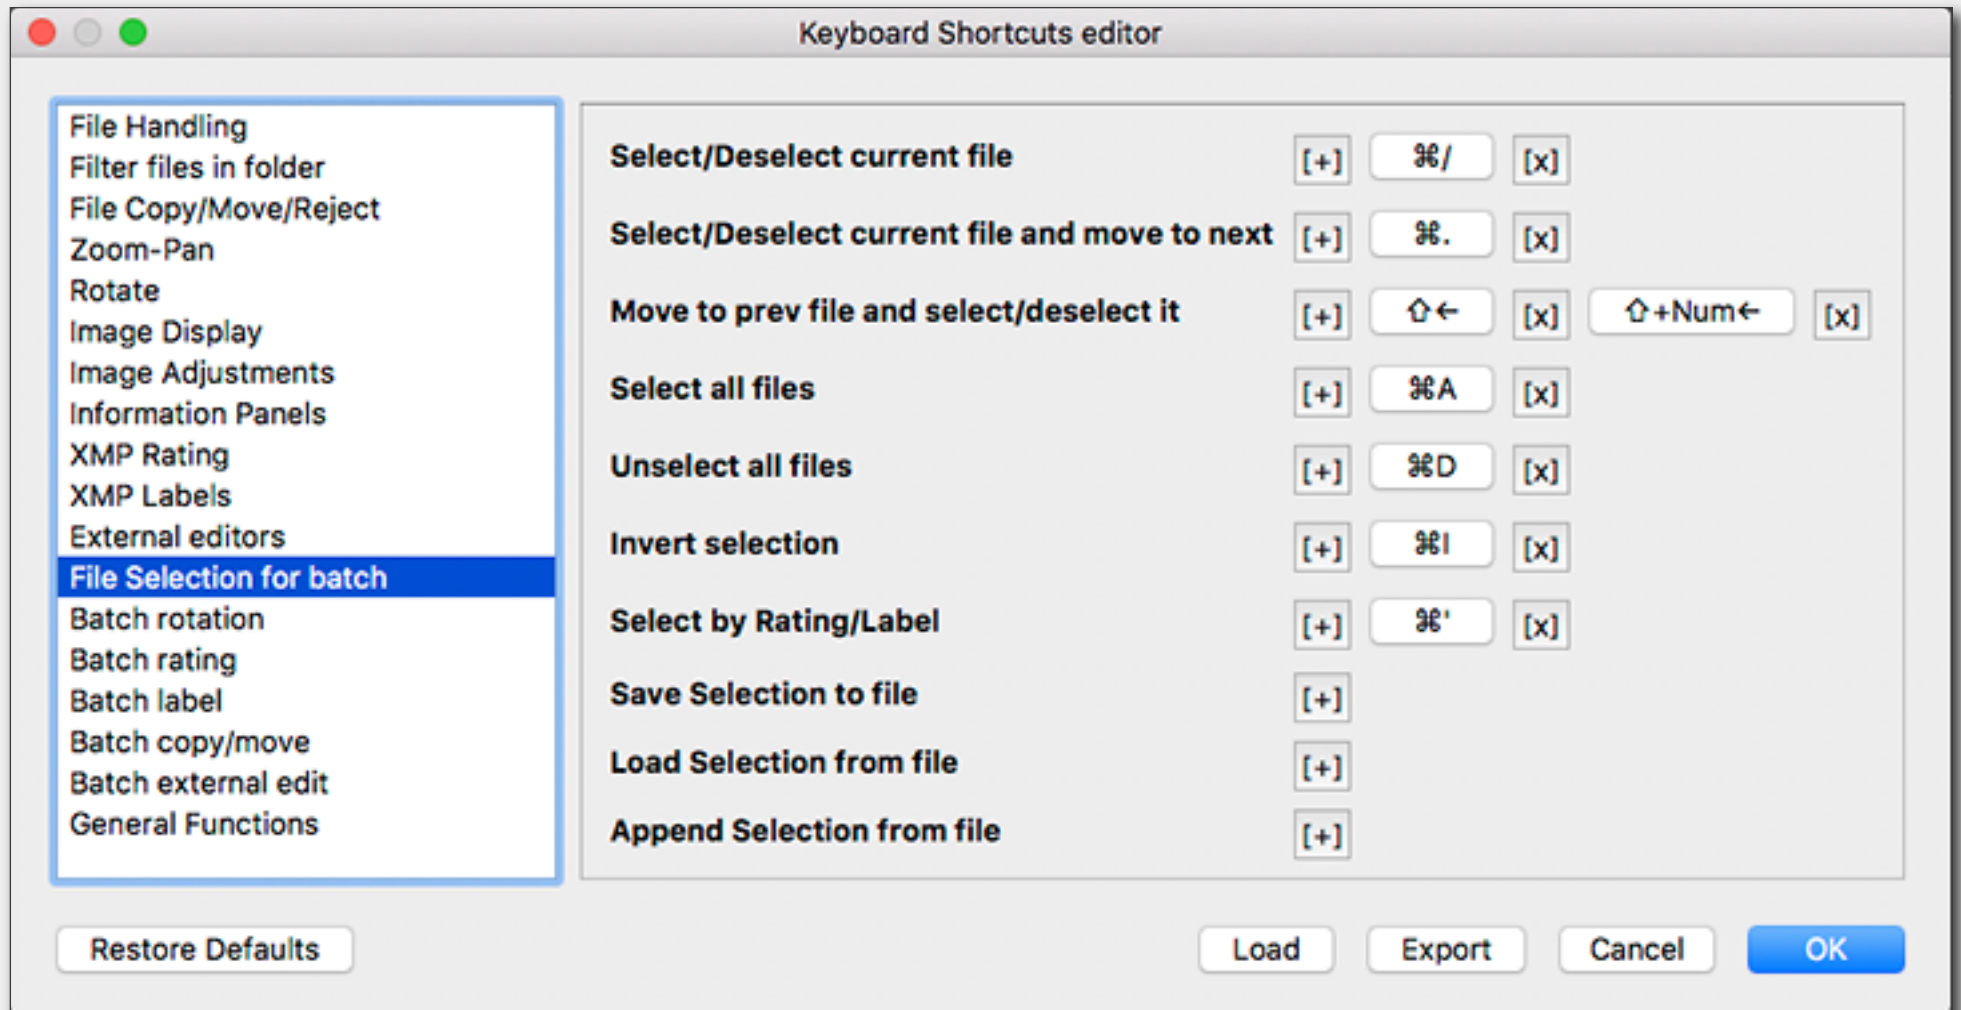 Keyboard Shortcuts editor
File Handling
Filter files in folder
File Copy/Move/Reject
Zoom-Pan
Rotate
Image Display
Image Adjustments
Information Panels
XMP Rating
XMP Labels
External editors
File Selection for batch
Batch rotation
Batch rating
Batch label
Batch copy/move
Batch external edit
General Functions
Select/Deselect current file [+] ⌘/ [x]
Select/Deselect current file and move to next [+] ⌘. [x]
Move to prev file and select/deselect it [+] ⇧← [x] ⇧+Num← [x]
Select all files [+] ⌘A [x]
Unselect all files [+] ⌘D [x]
Invert selection [+] ⌘I [x]
Select by Rating/Label [+] ⌘' [x]
Save Selection to file [+]
Load Selection from file [+]
Append Selection from file [+]
Restore Defaults Load Export Cancel OK